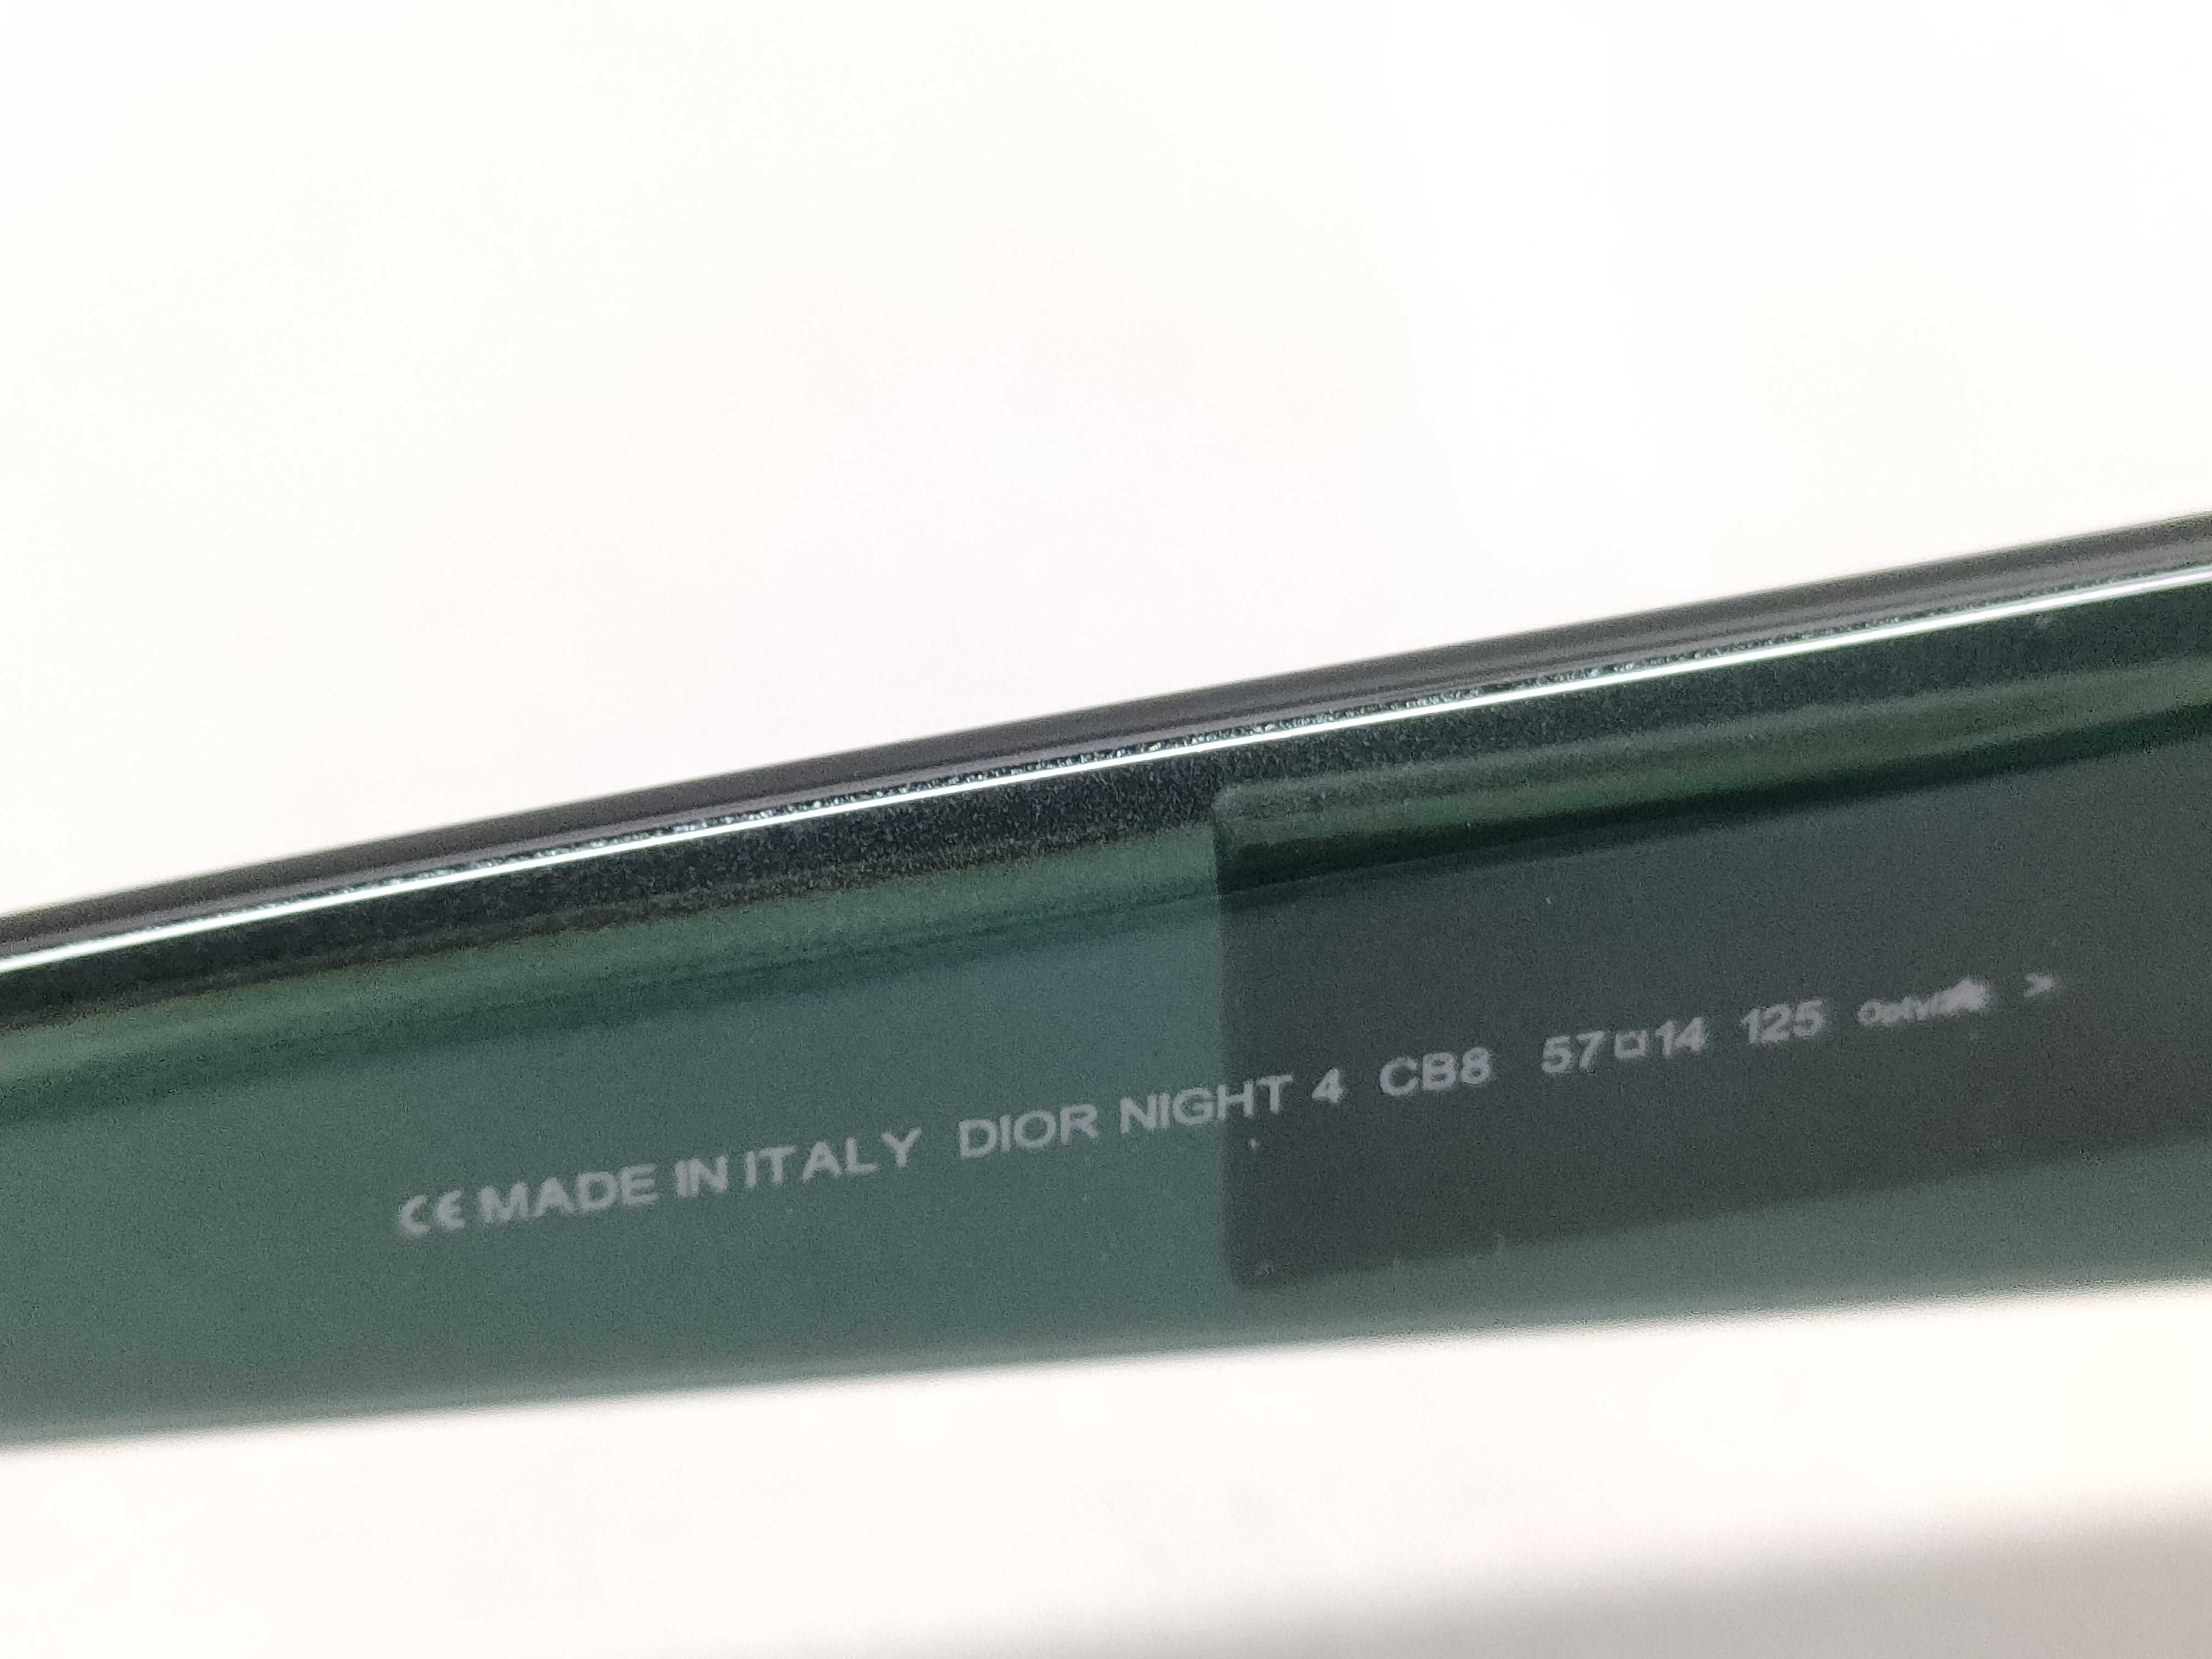 CE MADE IN ITALY DIOR NIGHT 4 CB8 57□14 125 >